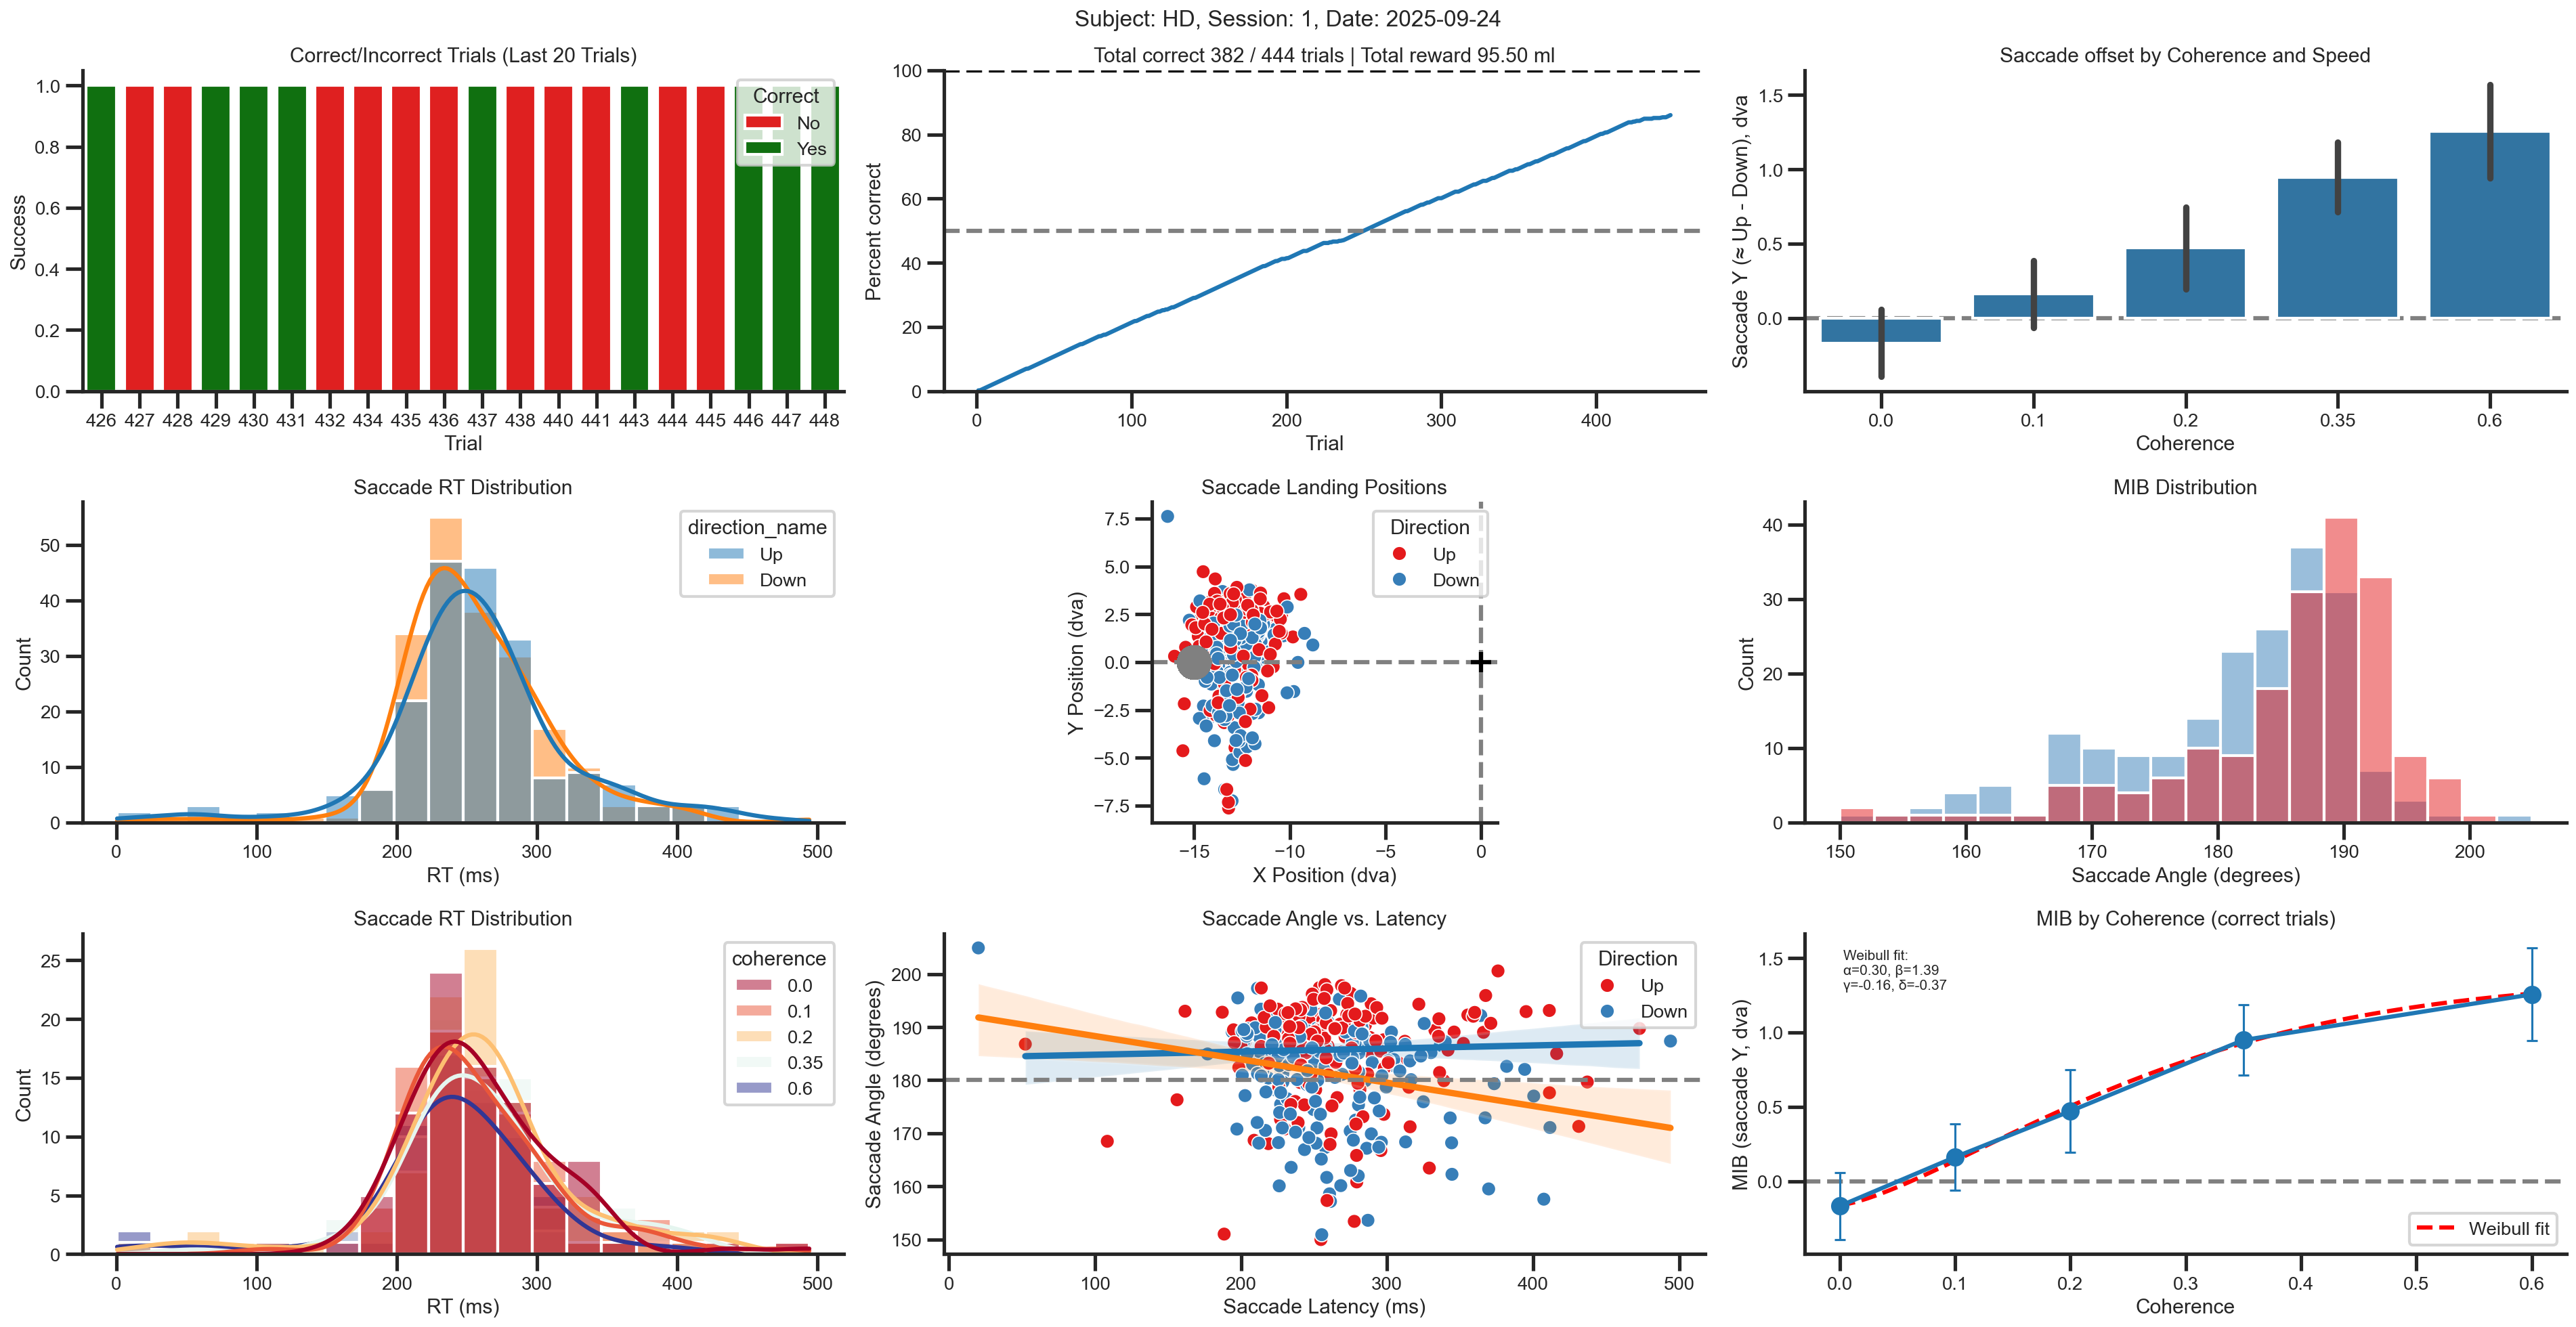 Subject: HD, Session: 1, Date: 2025-09-24
Correct/Incorrect Trials (Last 20 Trials)
Success
1.0
0.8
0.6
0.4
0.2
0.0
Correct
No
Yes
426 427 428 429 430 431 432 434 435 436 437 438 440 441 443 444 445 446 447 448
Trial
Total correct 382 / 444 trials | Total reward 95.50 ml
Percent correct
100
80
60
40
20
0
0 100 200 300 400
Trial
Saccade offset by Coherence and Speed
Saccade Y (≈ Up - Down), dva
1.5
1.0
0.5
0.0
0.0 0.1 0.2 0.35 0.6
Coherence
Saccade RT Distribution
Count
50
40
30
20
10
0
direction_name
Up
Down
0 100 200 300 400 500
RT (ms)
Saccade Landing Positions
Y Position (dva)
7.5
5.0
2.5
0.0
−2.5
−5.0
−7.5
Direction
Up
Down
−15 −10 −5 0
X Position (dva)
MIB Distribution
Count
40
30
20
10
0
150 160 170 180 190 200
Saccade Angle (degrees)
Saccade RT Distribution
Count
25
20
15
10
5
0
coherence
0.0
0.1
0.2
0.35
0.6
0 100 200 300 400 500
RT (ms)
Saccade Angle vs. Latency
Saccade Angle (degrees)
200
190
180
170
160
150
Direction
Up
Down
0 100 200 300 400 500
Saccade Latency (ms)
MIB by Coherence (correct trials)
MIB (saccade Y, dva)
1.5
1.0
0.5
0.0
Weibull fit:
α=0.30, β=1.39
γ=-0.16, δ=-0.37
Weibull fit
0.0 0.1 0.2 0.3 0.4 0.5 0.6
Coherence